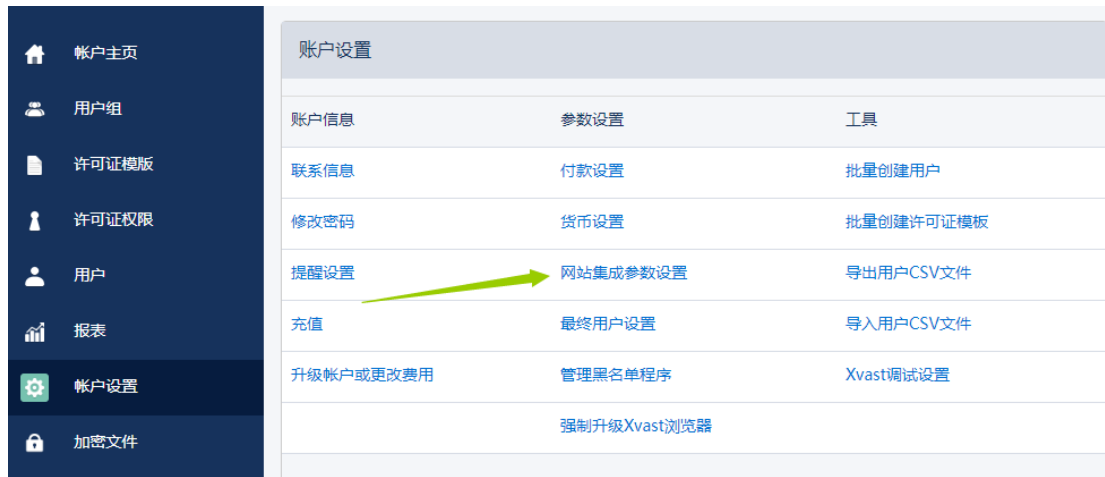 帐户主页
用户组
许可证模版
许可证权限
用户
报表
帐户设置
加密文件
账户设置
账户信息 参数设置 工具
联系信息 付款设置 批量创建用户
修改密码 货币设置 批量创建许可证模板
提醒设置 网站集成参数设置 导出用户CSV文件
充值 最终用户设置 导入用户CSV文件
升级帐户或更改费用 管理黑名单程序 Xvast调试设置
强制升级Xvast浏览器